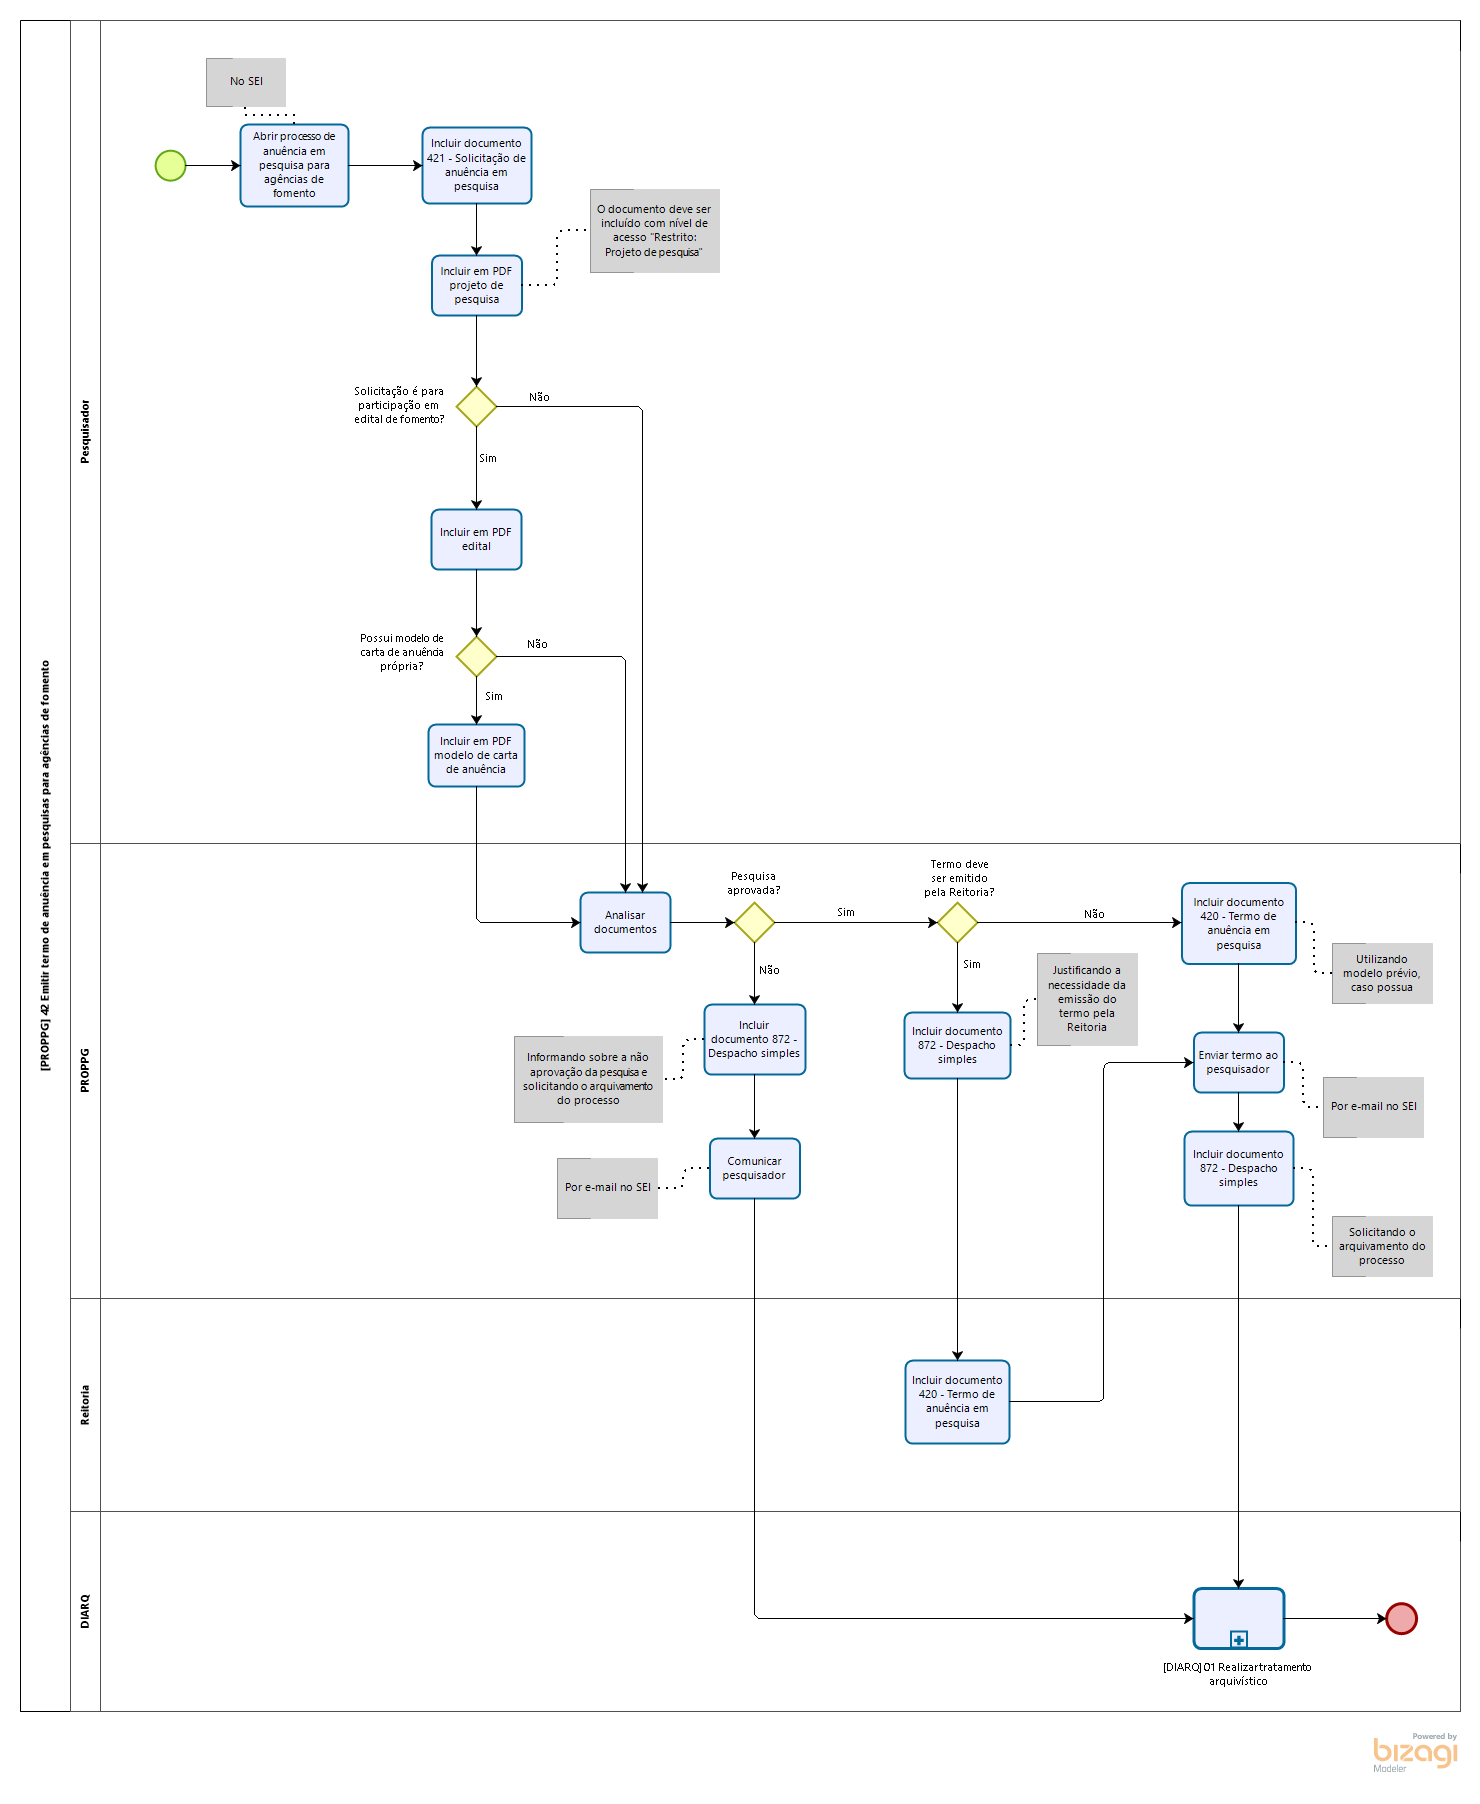 [PROPPG] 42 Emitir termo de anuência em pesquisas para agências de fomento
Pesquisador
No SEI
Abrir processo de
anuência em
pesquisa para
agências de
fomento
Incluir documento
421 - Solicitação de
anuência em
pesquisa
O documento deve ser
incluído com nível de
acesso "Restrito:
Projeto de pesquisa"
Incluir em PDF
projeto de
pesquisa
Solicitação é para
participação em
edital de fomento?
Não
Sim
Incluir em PDF
edital
Possui modelo de
carta de anuência
própria?
Não
Sim
Incluir em PDF
modelo de carta
de anuência
PROPPG
Analisar
documentos
Pesquisa
aprovada?
Sim
Não
Termo deve
ser emitido
pela Reitoria?
Não
Sim
Incluir documento
420 - Termo de
anuência em
pesquisa
Utilizando
modelo prévio,
caso possua
Justificando a
necessidade da
emissão do
termo pela
Reitoria
Incluir
documento 872 -
Despacho simples
Incluir documento
872 - Despacho
simples
Informando sobre a não
aprovação da pesquisa e
solicitando o arquivamento
do processo
Enviar termo ao
pesquisador
Por e-mail no SEI
Comunicar
pesquisador
Por e-mail no SEI
Incluir documento
872 - Despacho
simples
Solicitando o
arquivamento do
processo
Reitoria
Incluir documento
420 - Termo de
anuência em
pesquisa
DIARQ
[DIARQ] 01 Realizar tratamento
arquivístico
Powered by
bizagi
Modeler